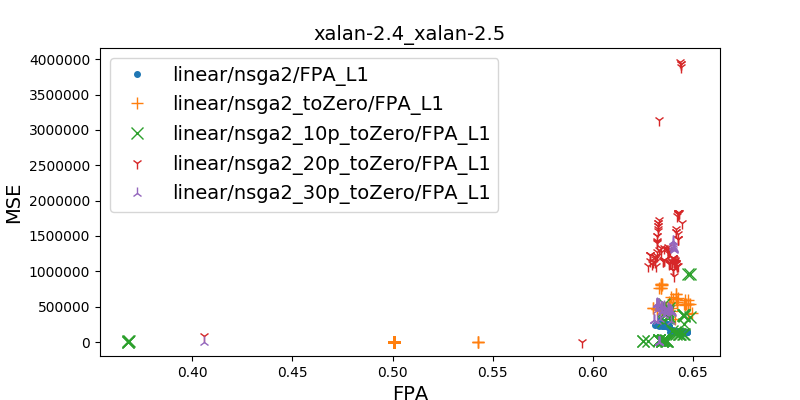 xalan-2.4_xalan-2.5
linear/nsga2/FPA_L1
linear/nsga2_toZero/FPA_L1
linear/nsga2_10p_toZero/FPA_L1
linear/nsga2_20p_toZero/FPA_L1
linear/nsga2_30p_toZero/FPA_L1
MSE
4000000
3500000
3000000
2500000
2000000
1500000
1000000
500000
0
0.40
0.45
0.50
0.55
0.60
0.65
FPA